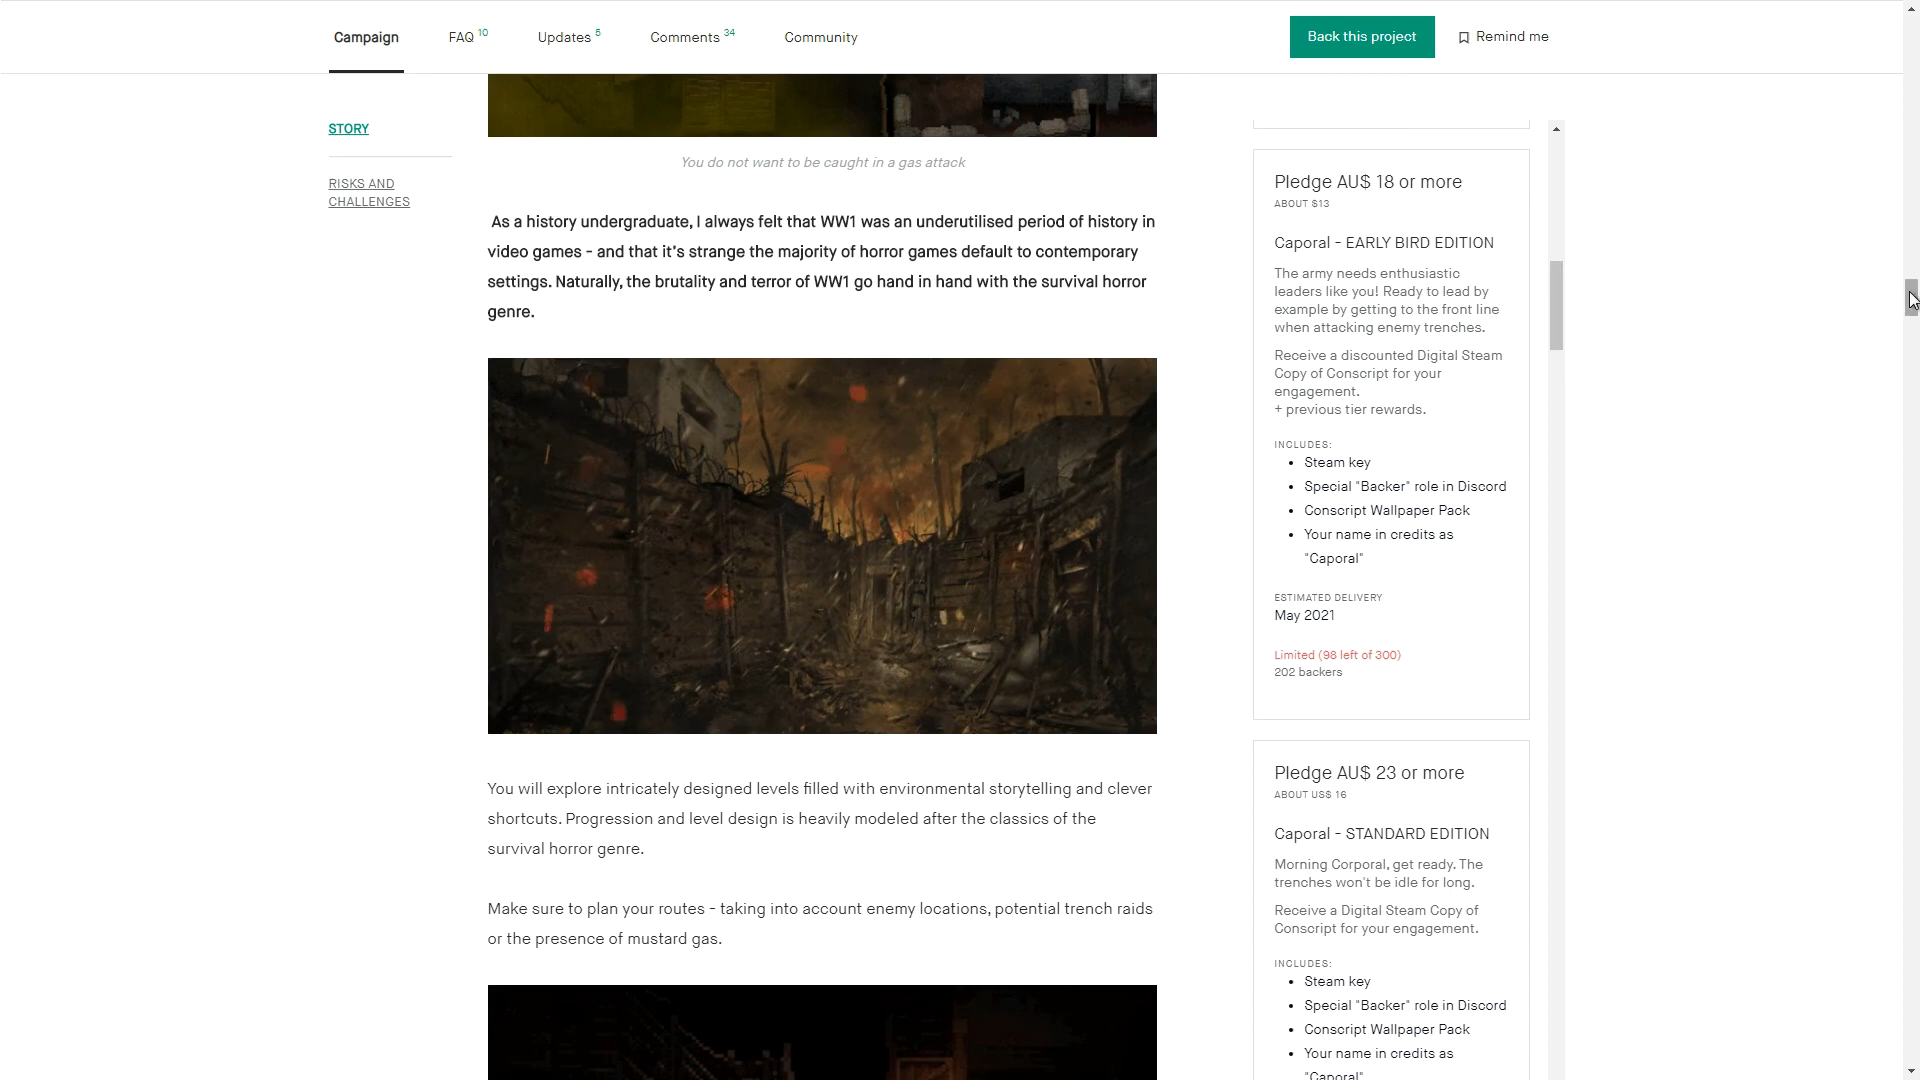 Campaign
FAQ 10
Updates 5
Comments 34
Community
Back this project
Remind me
STORY
RISKS AND
CHALLENGES
You do not want to be caught in a gas attack
As a history undergraduate, I always felt that WW1 was an underutilised period of history in
video games - and that it's strange the majority of horror games default to contemporary
settings. Naturally, the brutality and terror of WW1 go hand in hand with the survival horror
genre.
You will explore intricately designed levels filled with environmental storytelling and clever
shortcuts. Progression and level design is heavily modeled after the classics of the
survival horror genre.
Make sure to plan your routes - taking into account enemy locations, potential trench raids
or the presence of mustard gas.
Pledge AU$ 18 or more
ABOUT $13
Caporal - EARLY BIRD EDITION
The army needs enthusiastic
leaders like you! Ready to lead by
example by getting to the front line
when attacking enemy trenches.
Receive a discounted Digital Steam
Copy of Conscript for your
engagement.
+ previous tier rewards.
INCLUDES:
• Steam key
• Special "Backer" role in Discord
• Conscript Wallpaper Pack
• Your name in credits as
"Caporal"
ESTIMATED DELIVERY
May 2021
Limited (98 left of 300)
202 backers
Pledge AU$ 23 or more
ABOUT US$ 16
Caporal - STANDARD EDITION
Morning Corporal, get ready. The
trenches won't be idle for long.
Receive a Digital Steam Copy of
Conscript for your engagement.
INCLUDES:
• Steam key
• Special "Backer" role in Discord
• Conscript Wallpaper Pack
• Your name in credits as
"Caporal"